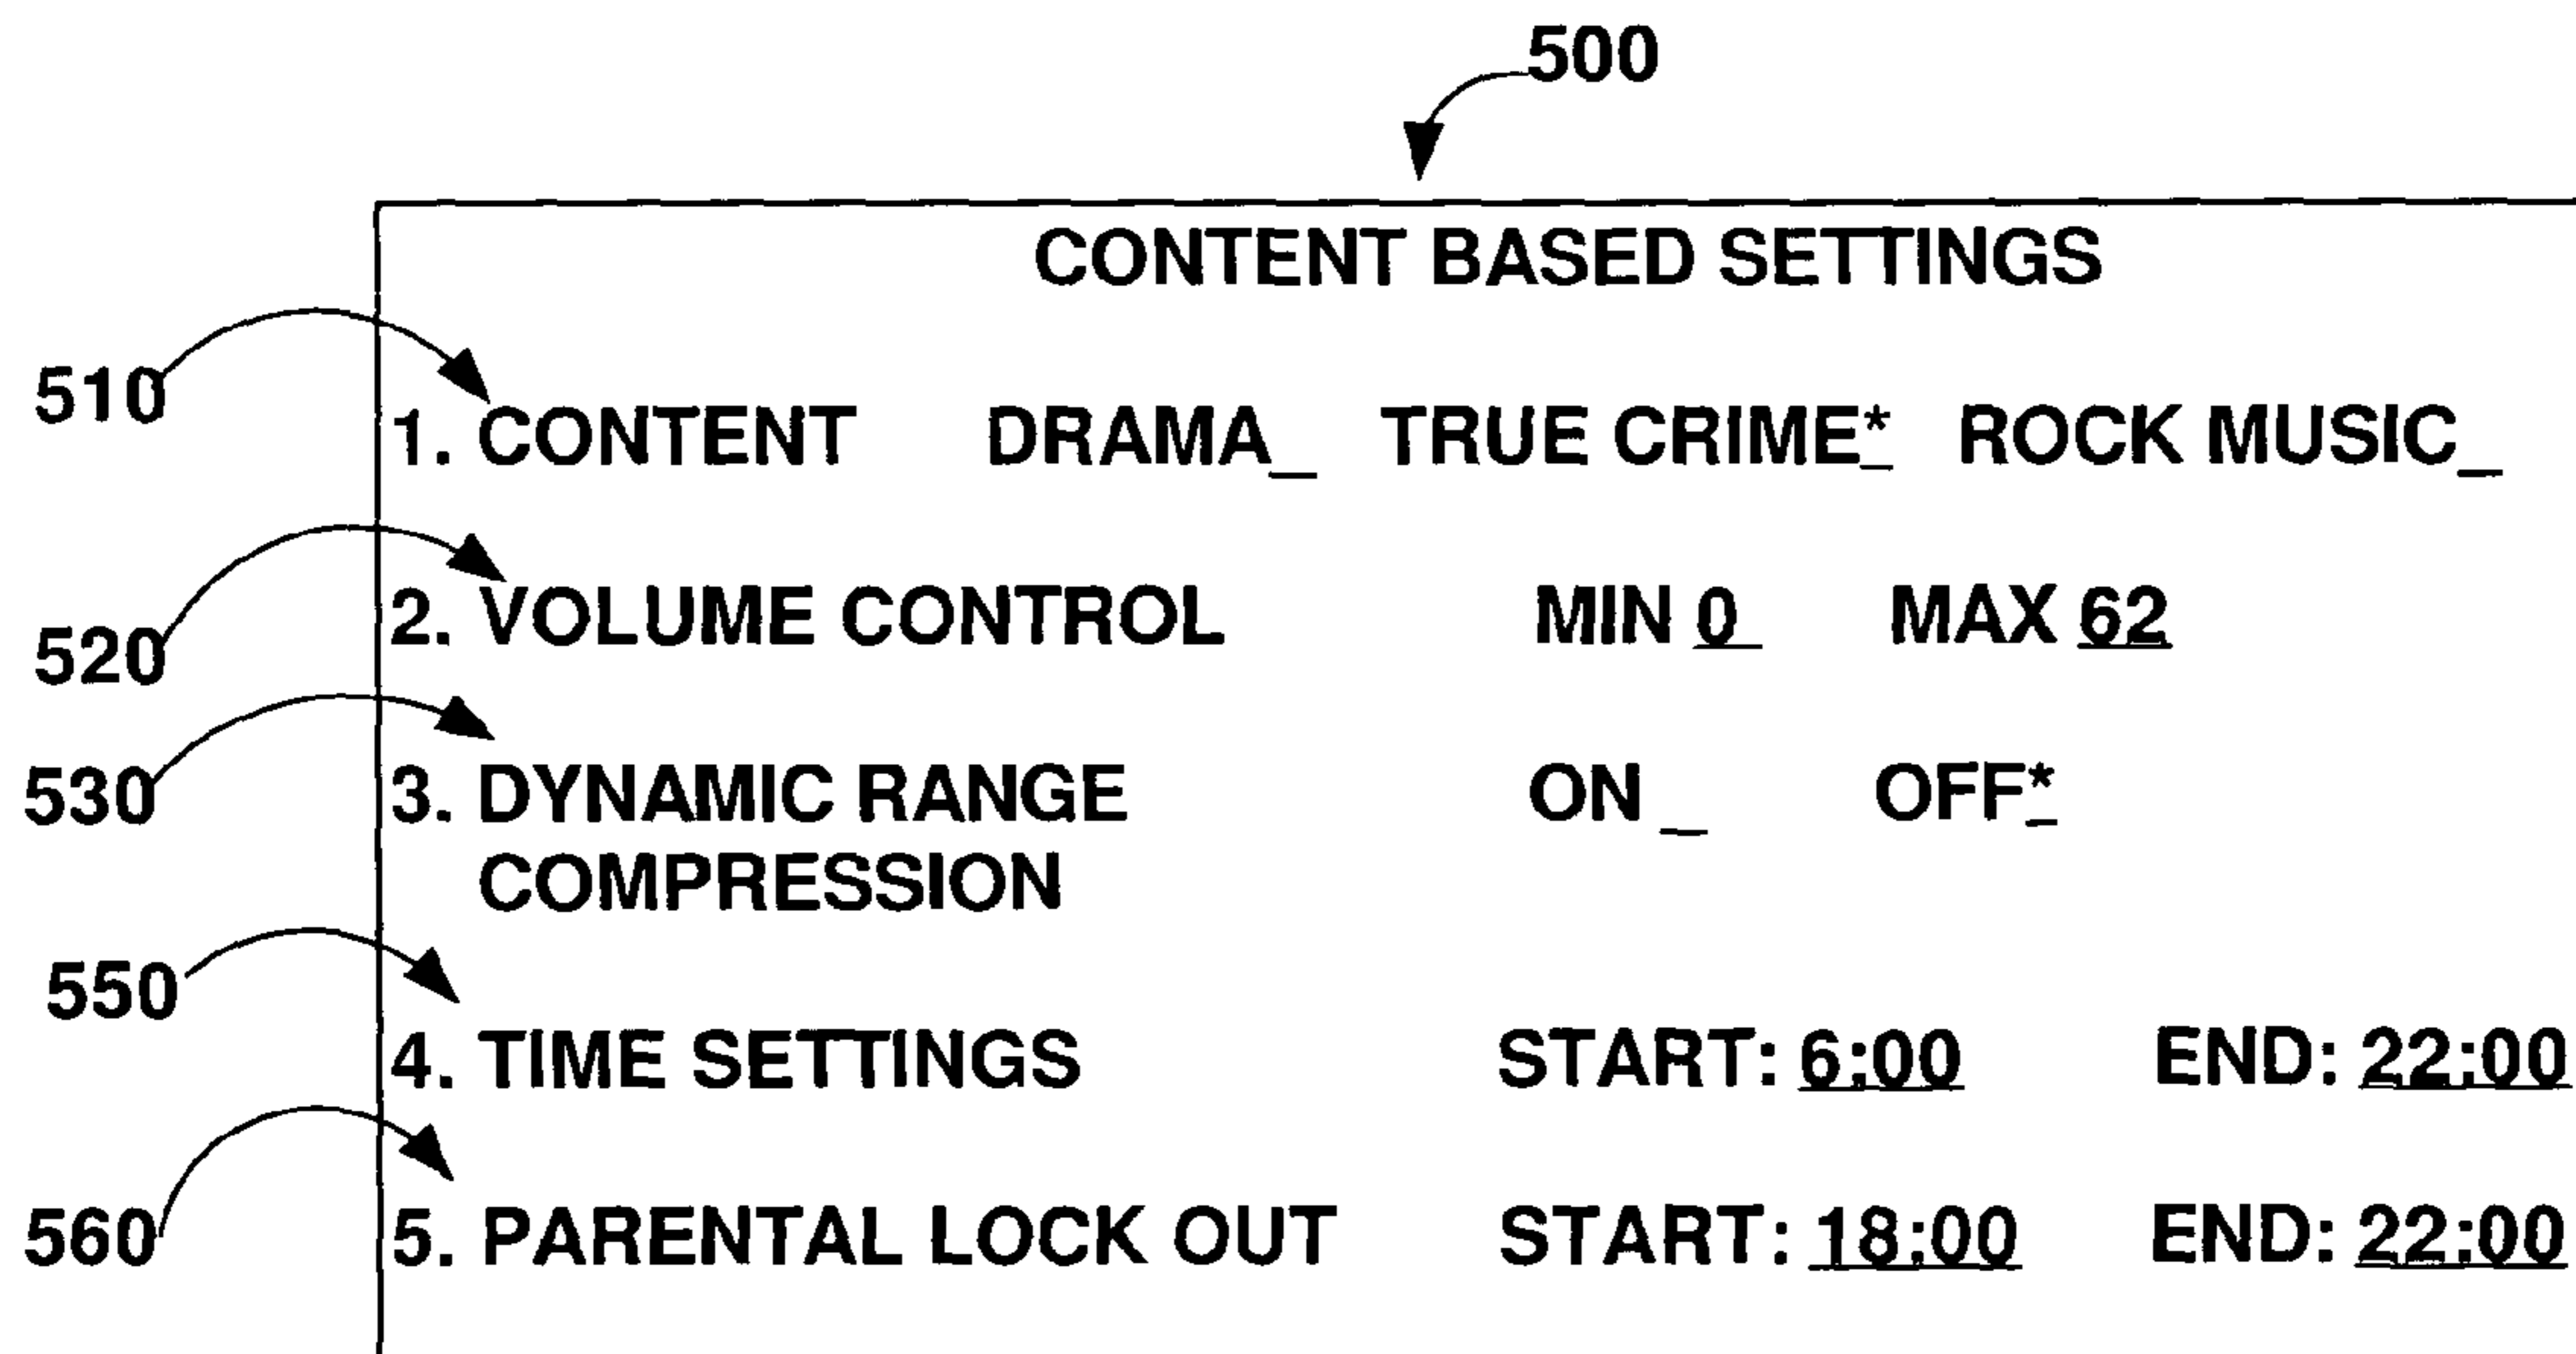 500
CONTENT BASED SETTINGS
510
1. CONTENT DRAMA_ TRUE CRIME* ROCK MUSIC_
520
2. VOLUME CONTROL MIN 0 MAX 62
530
3. DYNAMIC RANGE ON _ OFF*
COMPRESSION
550
4. TIME SETTINGS START: 6:00 END: 22:00
560
5. PARENTAL LOCK OUT START: 18:00 END: 22:00